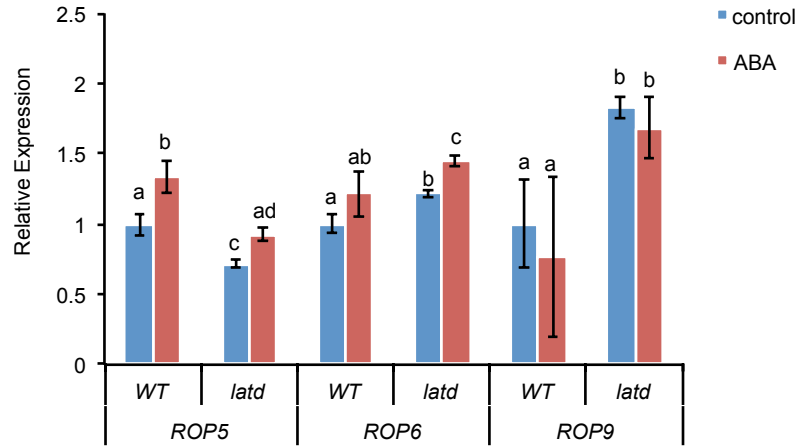 2.5
control
ABA
2
1.5
1
0.5
0
Relative Expression
a b c ad a ab b c a a b b
WT latd WT latd WT latd
ROP5 ROP6 ROP9